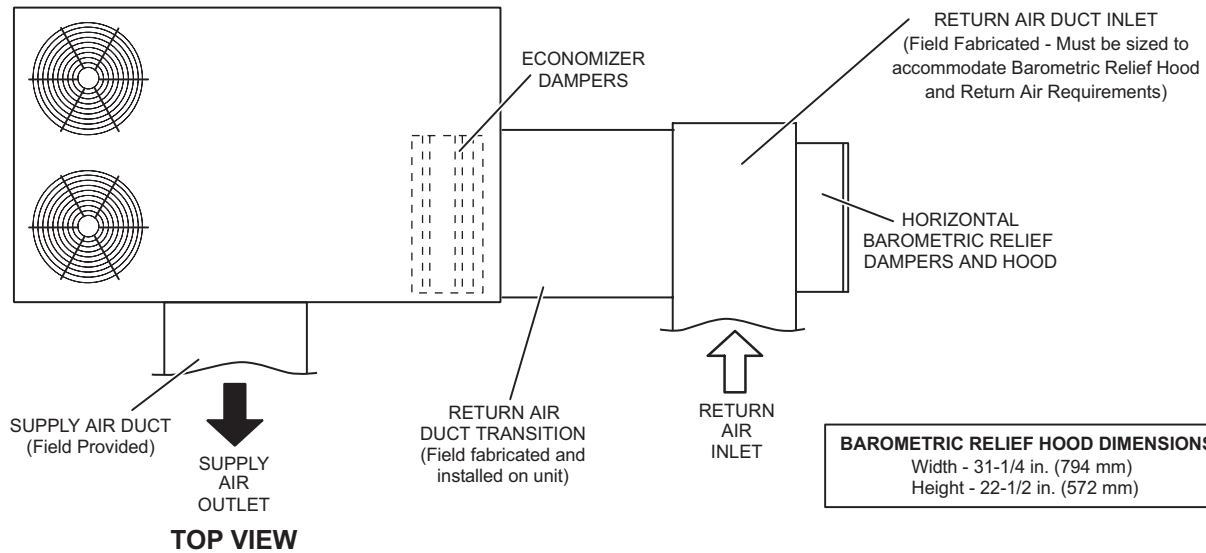 RETURN AIR DUCT INLET
(Field Fabricated - Must be sized to
accommodate Barometric Relief Hood
and Return Air Requirements)
ECONOMIZER
DAMPERS
HORIZONTAL
BAROMETRIC RELIEF
DAMPERS AND HOOD
SUPPLY AIR DUCT
(Field Provided)
SUPPLY
AIR
OUTLET
RETURN AIR
DUCT TRANSITION
(Field fabricated and
installed on unit)
RETURN
AIR
INLET
BAROMETRIC RELIEF HOOD DIMENSIONS
Width - 31-1/4 in. (794 mm)
Height - 22-1/2 in. (572 mm)
TOP VIEW